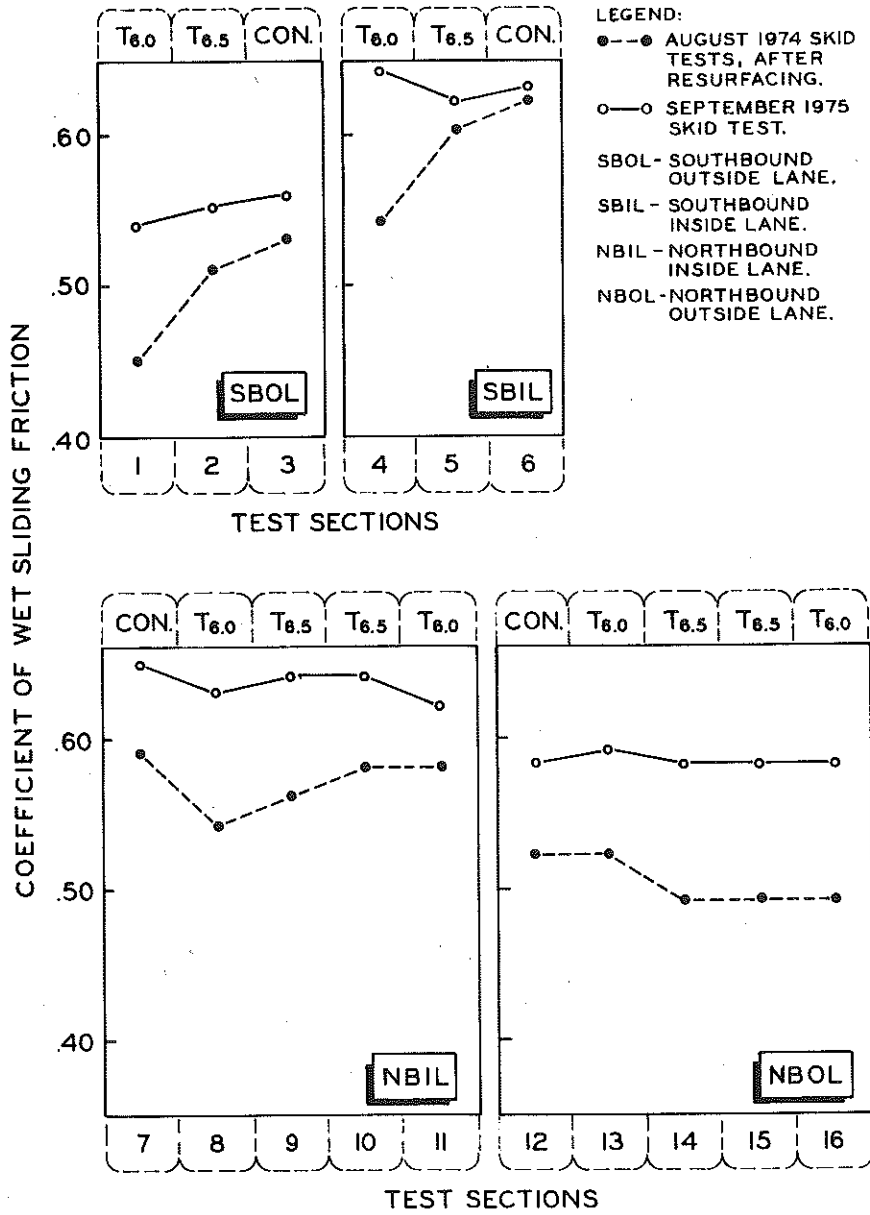 T6.0 T6.5 CON.
T6.0 T6.5 CON.
LEGEND:
AUGUST 1974 SKID
TESTS, AFTER
RESURFACING.
SEPTEMBER 1975
SKID TEST.
SBOL- SOUTHBOUND
OUTSIDE LANE.
SBIL - SOUTHBOUND
INSIDE LANE.
NBIL - NORTHBOUND
INSIDE LANE.
NBOL-NORTHBOUND
OUTSIDE LANE.
COEFFICIENT OF WET SLIDING FRICTION
.60
.50
.40
SBOL
SBIL
1 2 3
4 5 6
TEST SECTIONS
CON. T6.0 T6.5 T6.5 T6.0
CON. T6.0 T6.5 T6.5 T6.0
.60
.50
.40
NBIL
NBOL
7 8 9 10 11
12 13 14 15 16
TEST SECTIONS